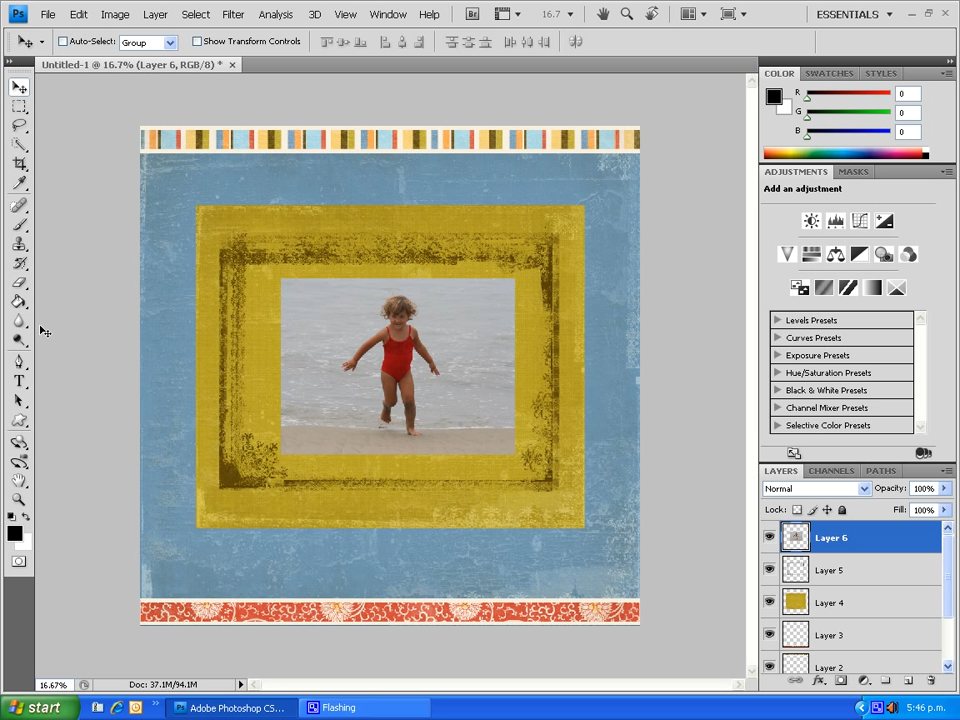 Ps File Edit Image Layer Select Filter Analysis 3D View Window Help Br 16.7 ESSENTIALS
Auto-Select: Group Show Transform Controls
Untitled-1 @ 16.7% (Layer 6, RGB/8) *
COLOR SWATCHES STYLES
R 0
G 0
B 0
ADJUSTMENTS MASKS
Add an adjustment
Levels Presets
Curves Presets
Exposure Presets
Hue/Saturation Presets
Black & White Presets
Channel Mixer Presets
Selective Color Presets
LAYERS CHANNELS PATHS
Normal Opacity: 100%
Lock: Fill: 100%
Layer 6
Layer 5
Layer 4
Layer 3
Layer 2
T
16.67% Doc: 37.1M/94.1M
start Ps Adobe Photoshop CS... Flashing 5:46 p.m.